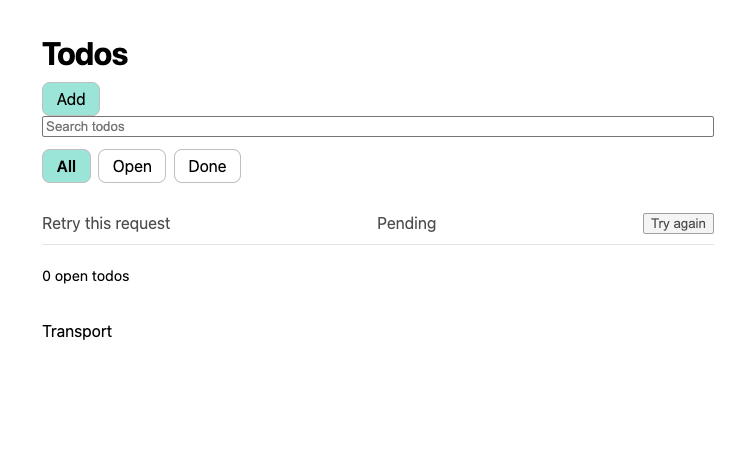 Todos
Add
Search todos
All Open Done
Retry this request Pending Try again
0 open todos
Transport